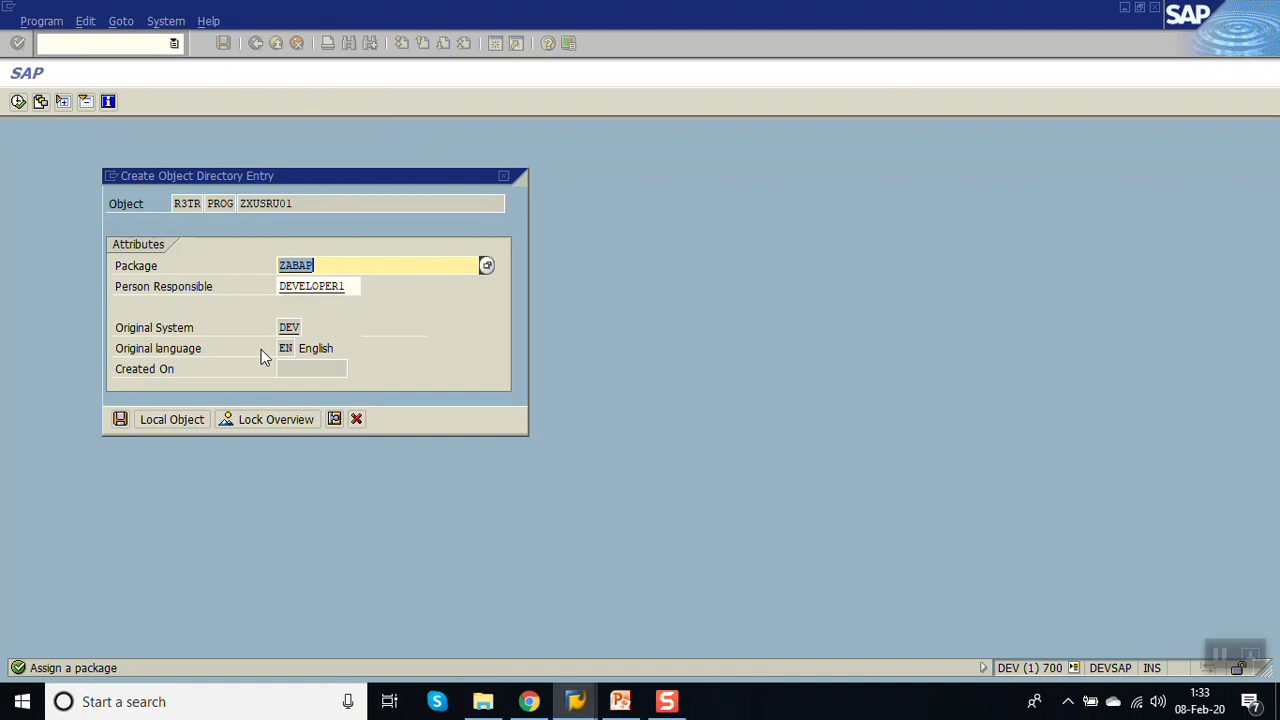 Program Edit Goto System Help
SAP
SAP
Create Object Directory Entry
Object R3TR PROG ZXUSRU01
Attributes
Package ZABAP
Person Responsible DEVELOPER1
Original System DEV
Original language EN English
Created On
Local Object Lock Overview
Assign a package
DEV (1) 700 DEVSAP INS
Start a search
1:33
08-Feb-20
7